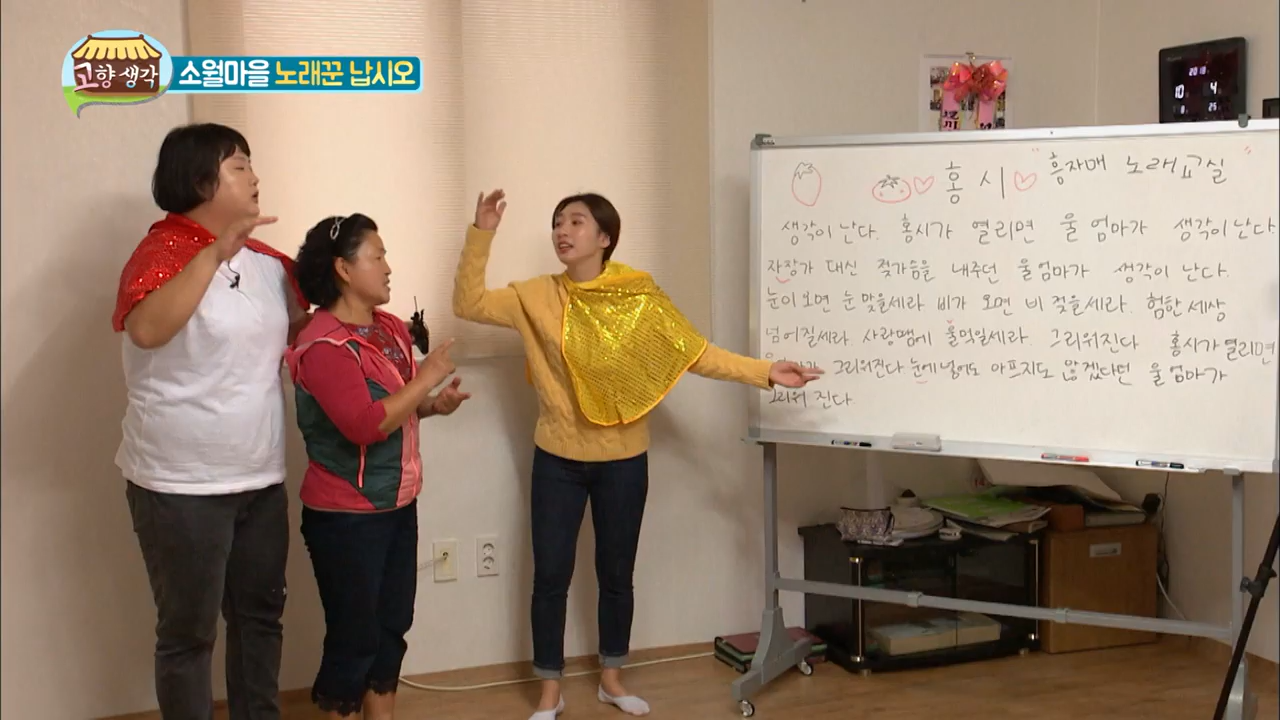 고향 생각
소월마을 노래꾼 납시오
2018
10 4
홍시 "흥자매 노래교실"
생각이 난다. 홍시가 열리면 울 엄마가 생각이 난다
자장가 대신 젖가슴을 내주던 울엄마가 생각이 난다.
눈이 오면 눈 맞을세라 비가 오면 비 젖을세라. 험한 세상
넘어질세라 사랑땜에 울먹일세라. 그리워진다 홍시가 열리면
그리워진다 눈에 넣어도 아프지도 않겠다던 울 엄마가
그리워 진다.